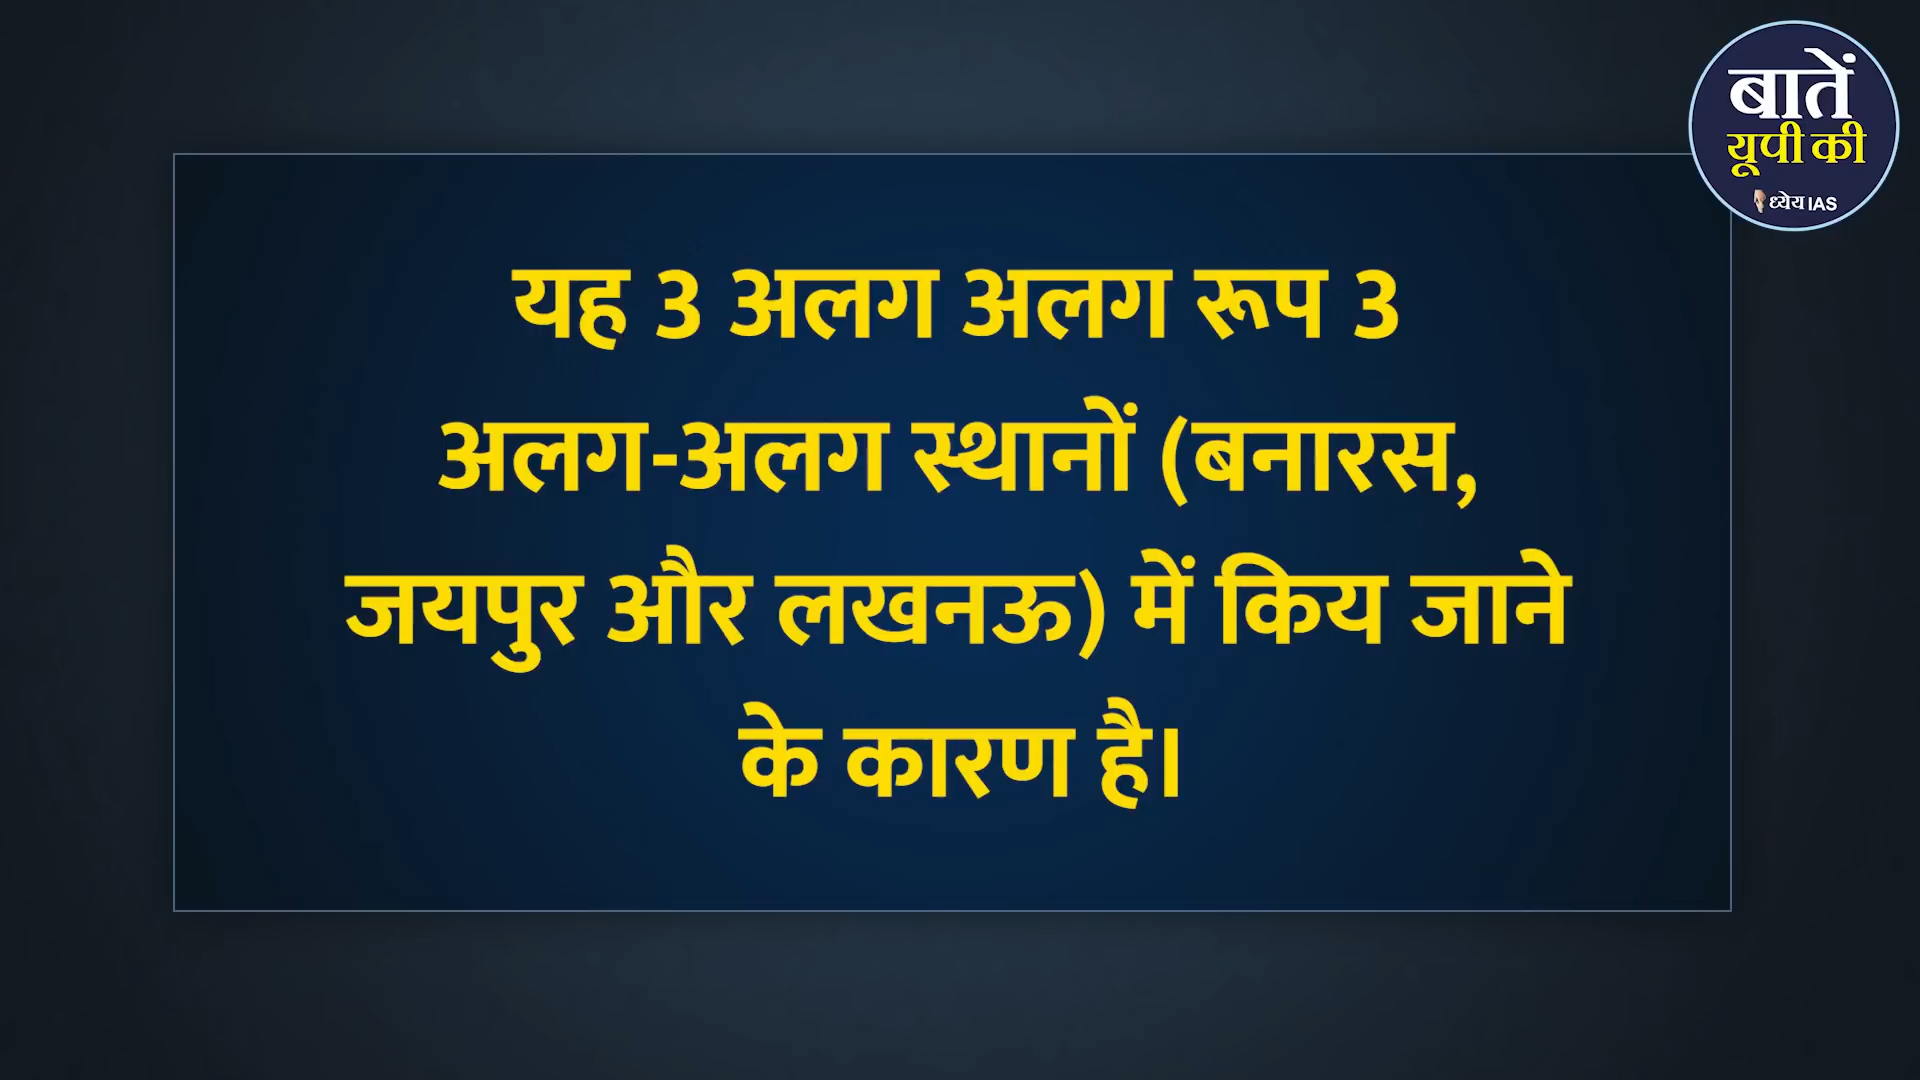 बातें
यूपी की
ध्येय IAS
यह 3 अलग अलग रूप 3
अलग-अलग स्थानों (बनारस,
जयपुर और लखनऊ) में किय जाने
के कारण है।